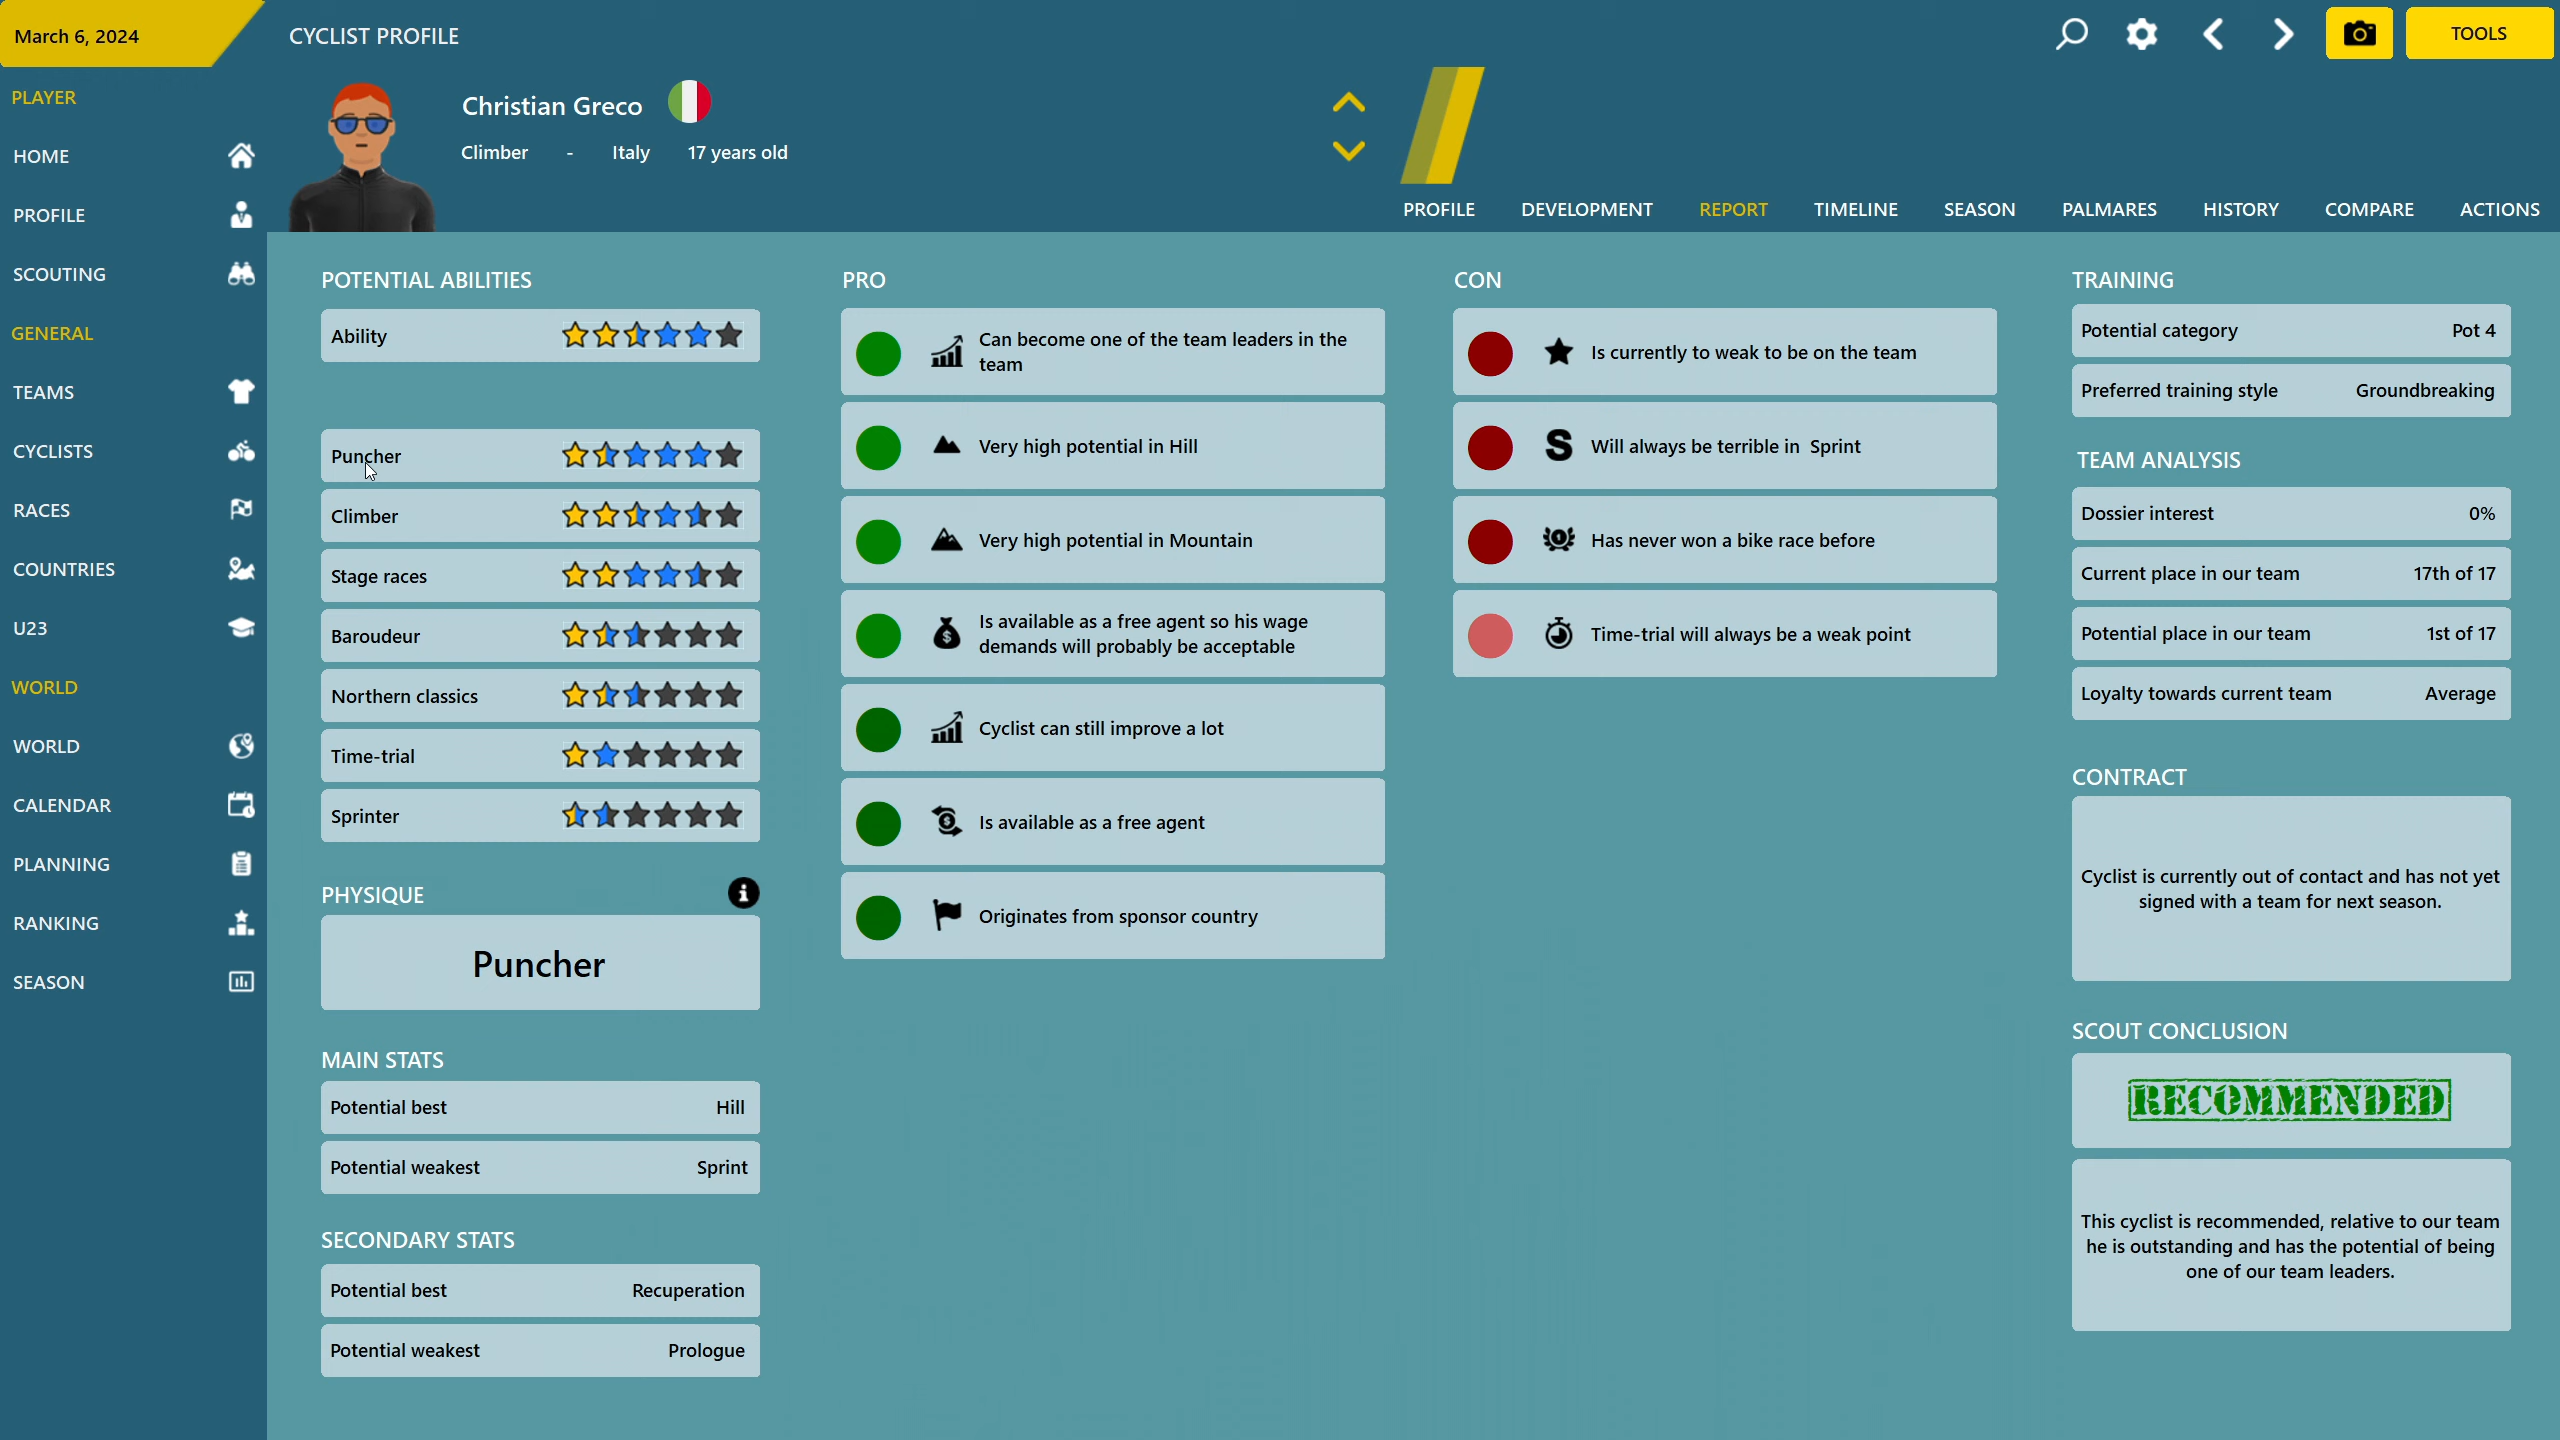 March 6, 2024
CYCLIST PROFILE
TOOLS
PLAYER
HOME
PROFILE
SCOUTING
GENERAL
TEAMS
CYCLISTS
RACES
COUNTRIES
U23
WORLD
WORLD
CALENDAR
PLANNING
RANKING
SEASON
Christian Greco
Climber - Italy 17 years old
PROFILE DEVELOPMENT REPORT TIMELINE SEASON PALMARES HISTORY COMPARE ACTIONS
POTENTIAL ABILITIES
Ability
Puncher
Climber
Stage races
Baroudeur
Northern classics
Time-trial
Sprinter
PHYSIQUE
Puncher
MAIN STATS
Potential best Hill
Potential weakest Sprint
SECONDARY STATS
Potential best Recuperation
Potential weakest Prologue
PRO
Can become one of the team leaders in the
team
Very high potential in Hill
Very high potential in Mountain
Is available as a free agent so his wage
demands will probably be acceptable
Cyclist can still improve a lot
Is available as a free agent
Originates from sponsor country
CON
Is currently to weak to be on the team
S Will always be terrible in Sprint
Has never won a bike race before
Time-trial will always be a weak point
TRAINING
Potential category Pot 4
Preferred training style Groundbreaking
TEAM ANALYSIS
Dossier interest 0%
Current place in our team 17th of 17
Potential place in our team 1st of 17
Loyalty towards current team Average
CONTRACT
Cyclist is currently out of contact and has not yet
signed with a team for next season.
SCOUT CONCLUSION
RECOMMENDED
This cyclist is recommended, relative to our team
he is outstanding and has the potential of being
one of our team leaders.